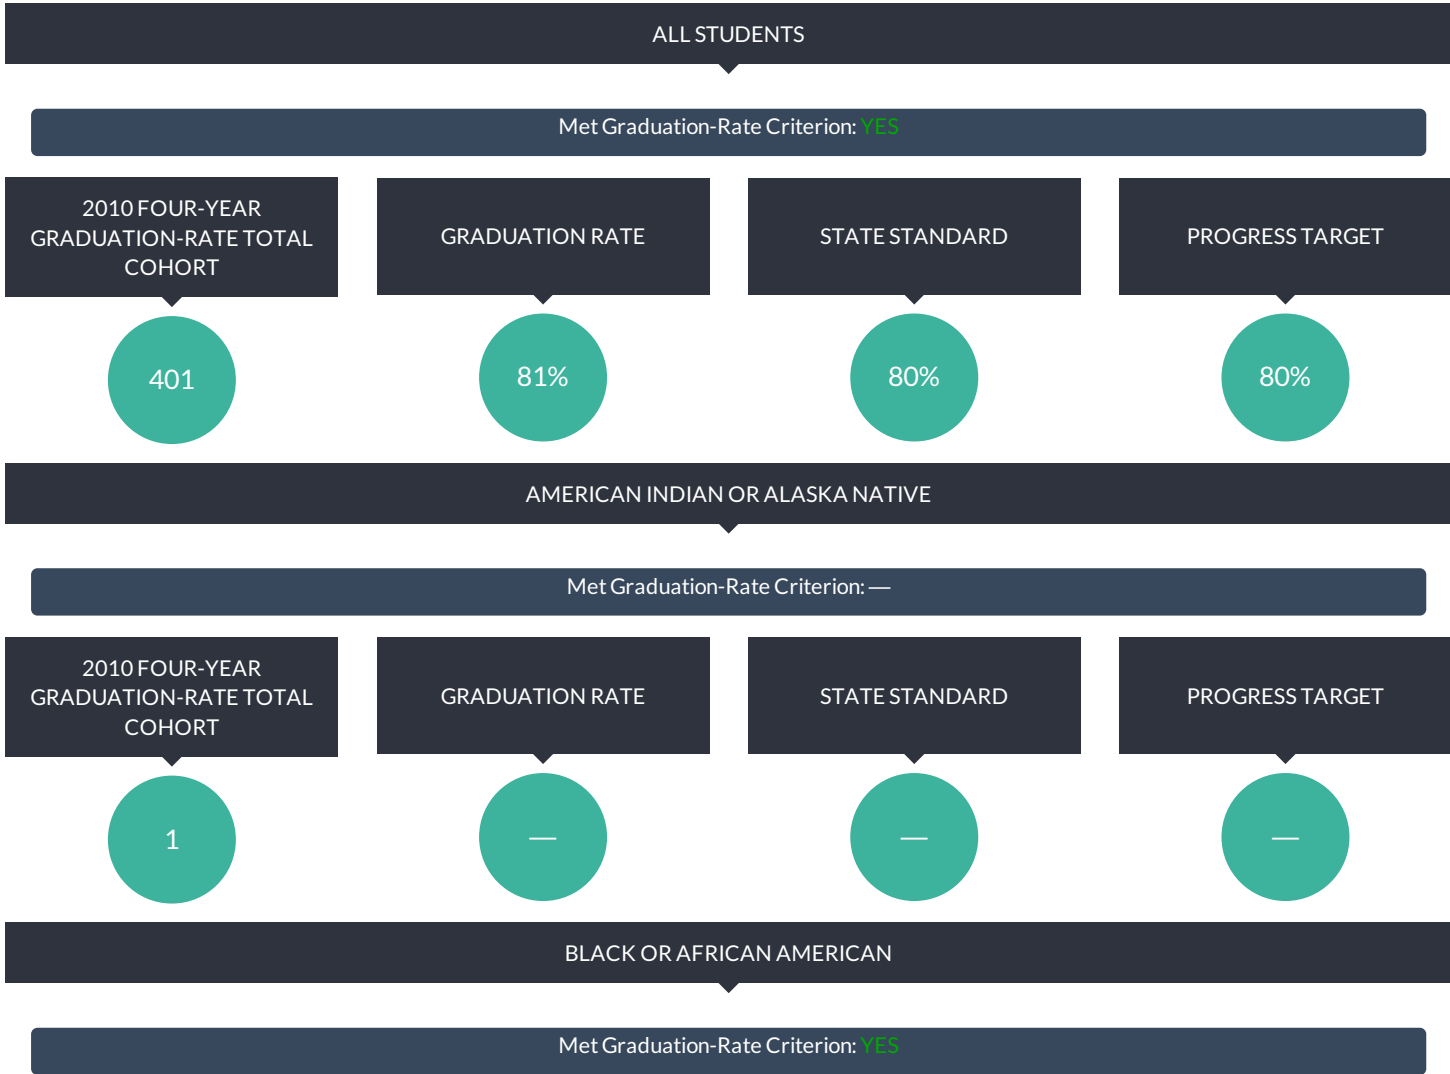 ALL STUDENTS
Met Graduation-Rate Criterion: YES
2010 FOUR-YEAR
GRADUATION-RATE TOTAL
COHORT
GRADUATION RATE
STATE STANDARD
PROGRESS TARGET
401
81%
80%
80%
AMERICAN INDIAN OR ALASKA NATIVE
Met Graduation-Rate Criterion: —
2010 FOUR-YEAR
GRADUATION-RATE TOTAL
COHORT
GRADUATION RATE
STATE STANDARD
PROGRESS TARGET
1
—
—
—
BLACK OR AFRICAN AMERICAN
Met Graduation-Rate Criterion: YES